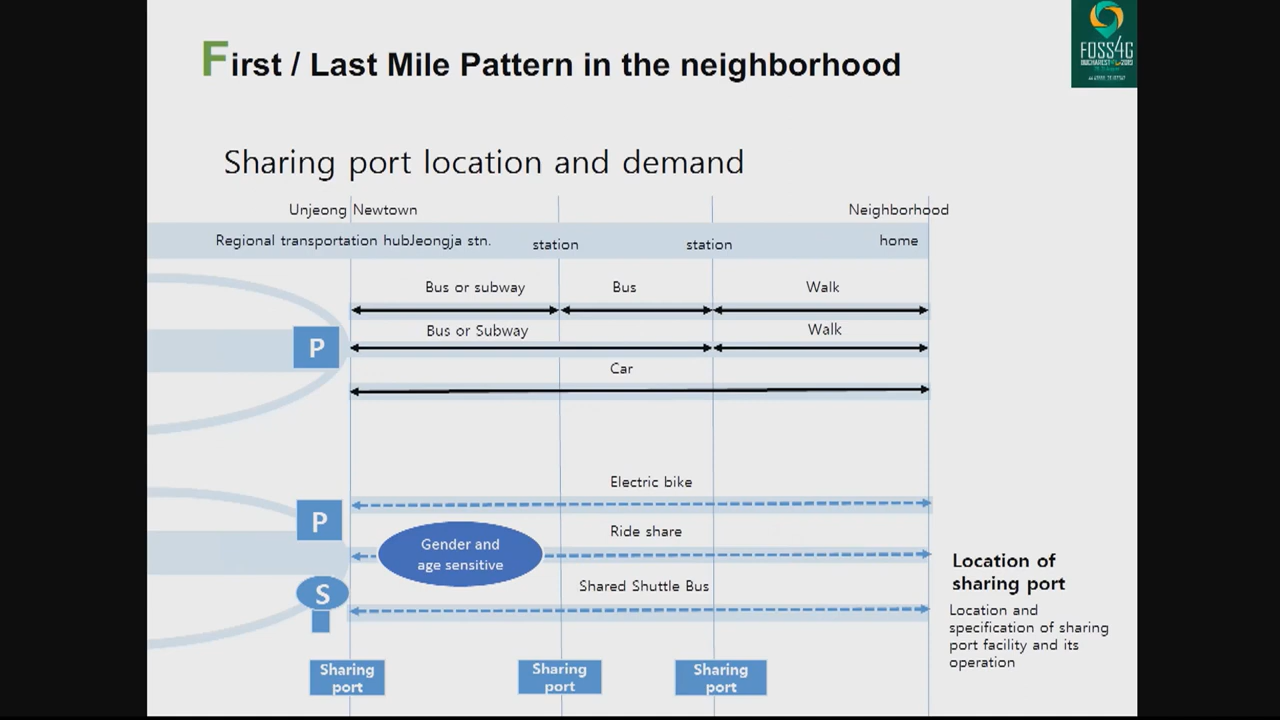 First / Last Mile Pattern in the neighborhood
FOSS4G
BUCHAREST 2019
Sharing port location and demand
Unjeong Newtown
Neighborhood
Regional transportation hubJeongja stn.
station
station
home
Bus or subway
Bus
Walk
Bus or Subway
Walk
P
Car
Electric bike
P
Ride share
Gender and
age sensitive
Location of
sharing port
S
Shared Shuttle Bus
Location and
specification of sharing
port facility and its
operation
Sharing
port
Sharing
port
Sharing
port